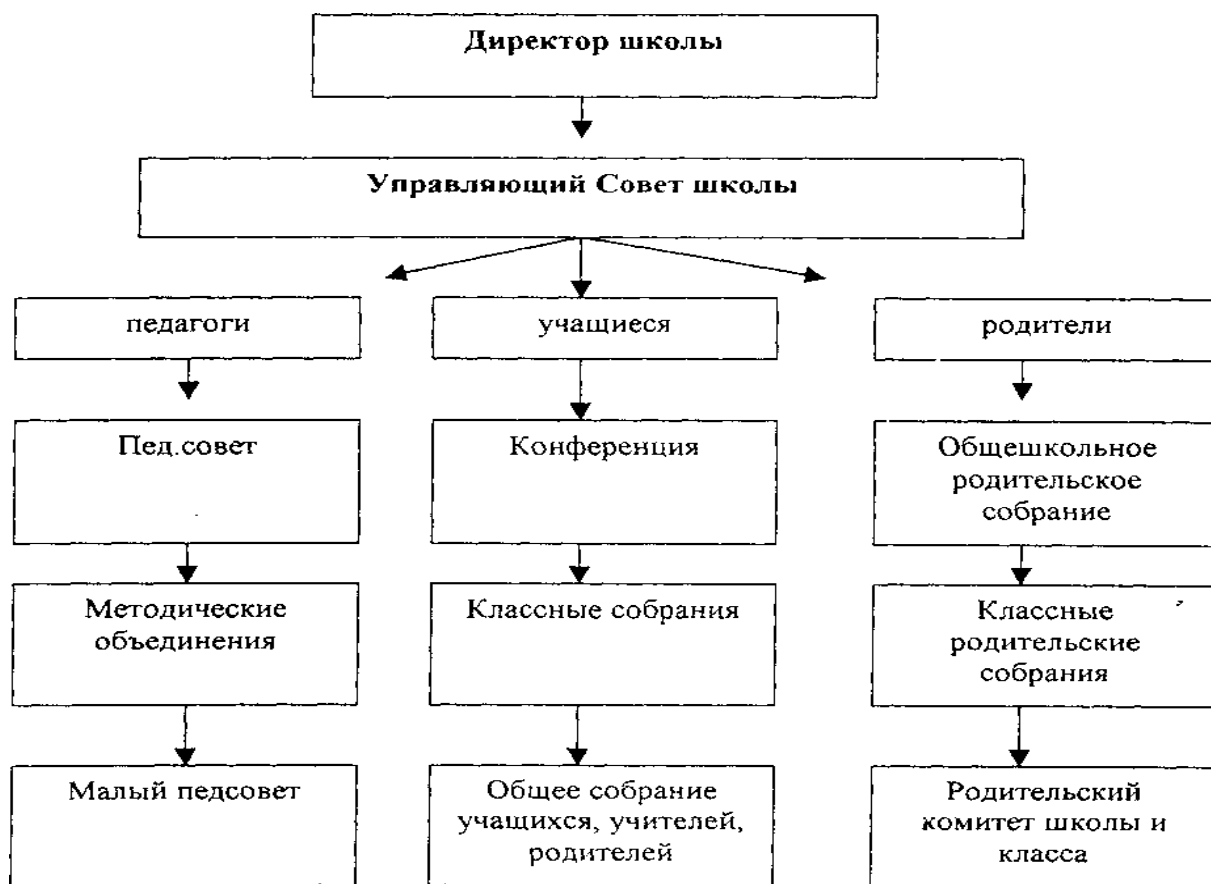 Директор школы
Управляющий Совет школы
педагоги
учащиеся
родители
Пед.совет
Конференция
Общешкольное
родительское
собрание
Методические
объединения
Классные собрания
Классные
родительские
собрания
Малый педсовет
Общее собрание
учащихся, учителей,
родителей
Родительский
комитет школы и
класса